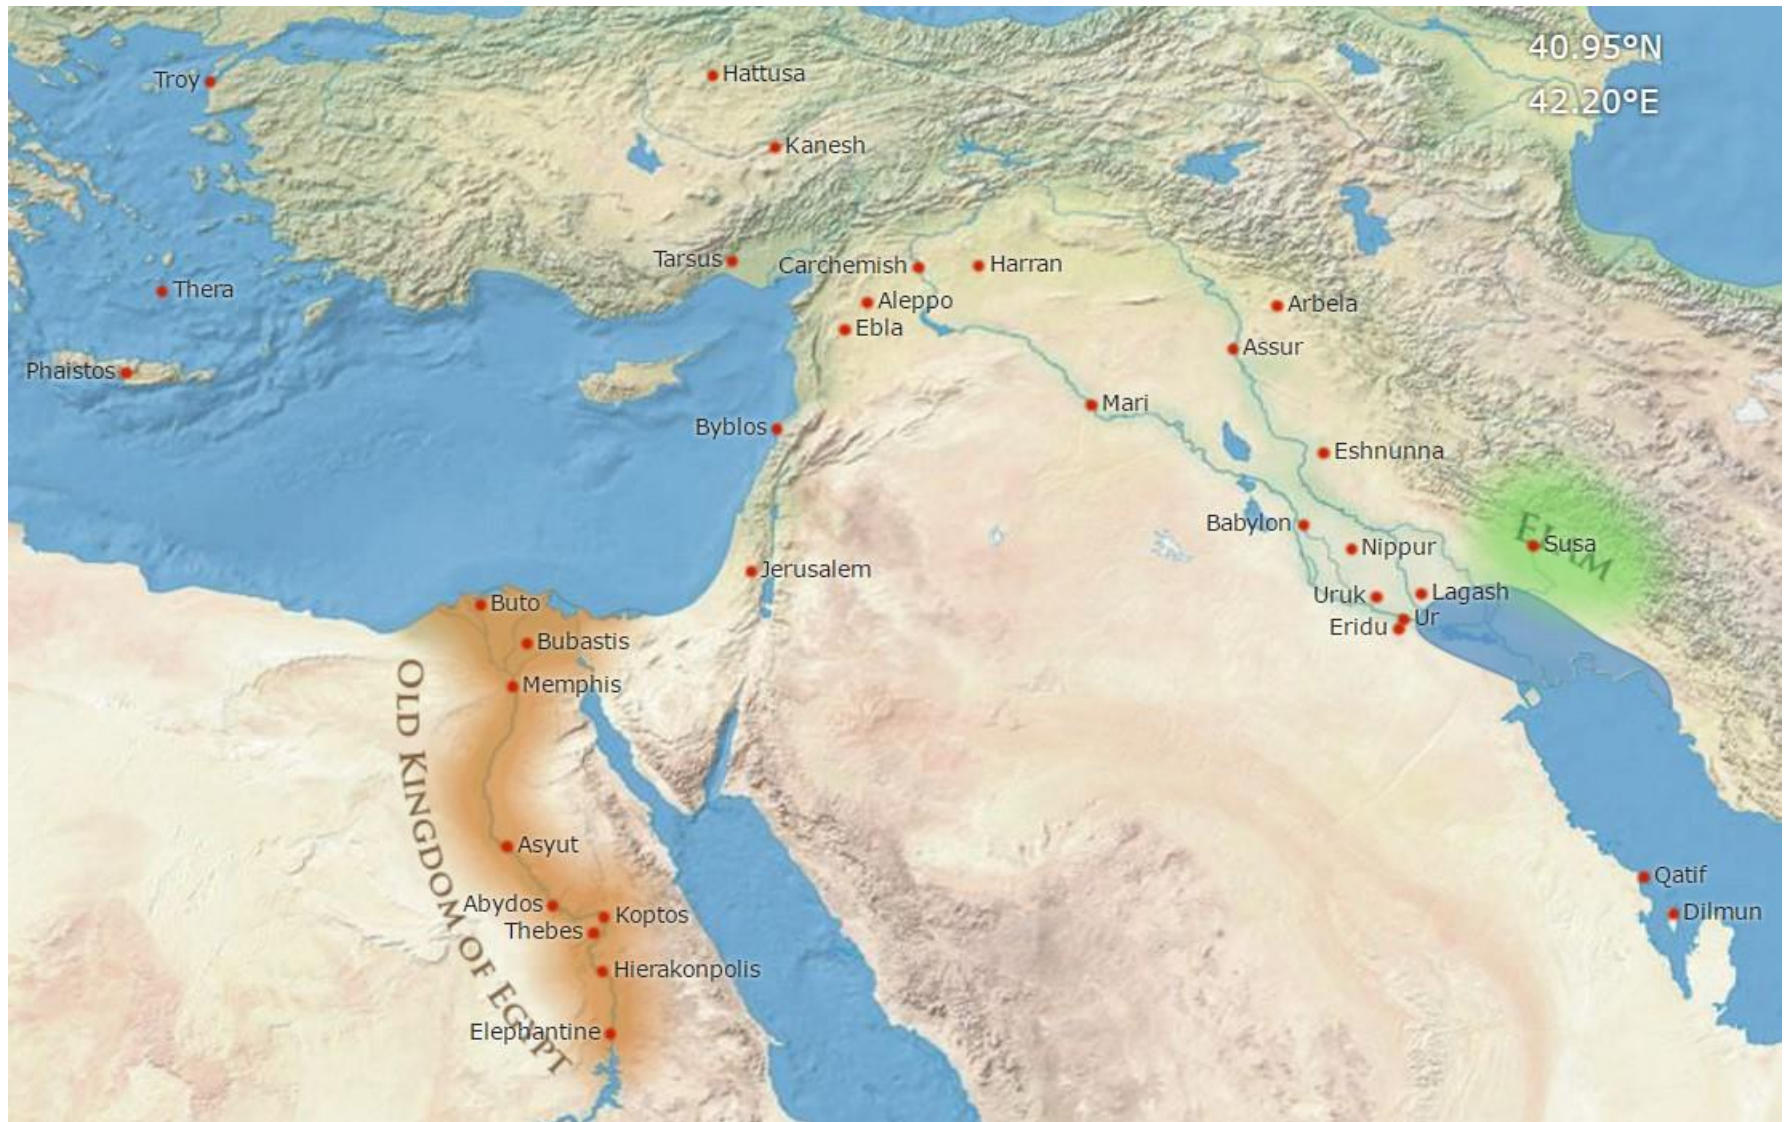 40.95°N
42.20°E
Troy
Hattusa
Kanesh
Tarsus
Carchemish
Harran
Thera
Aleppo
Arbela
Ebla
Assur
Phaistos
Mari
Byblos
Eshnunna
Babylon
ELAM
Susa
Nippur
Jerusalem
Uruk
Lagash
Buto
Ur
Eridu
Bubastis
Memphis
OLD KINGDOM OF EGYPT
Asyut
Qatif
Abydos
Koptos
Dilmun
Thebes
Hierakonpolis
Elephantine